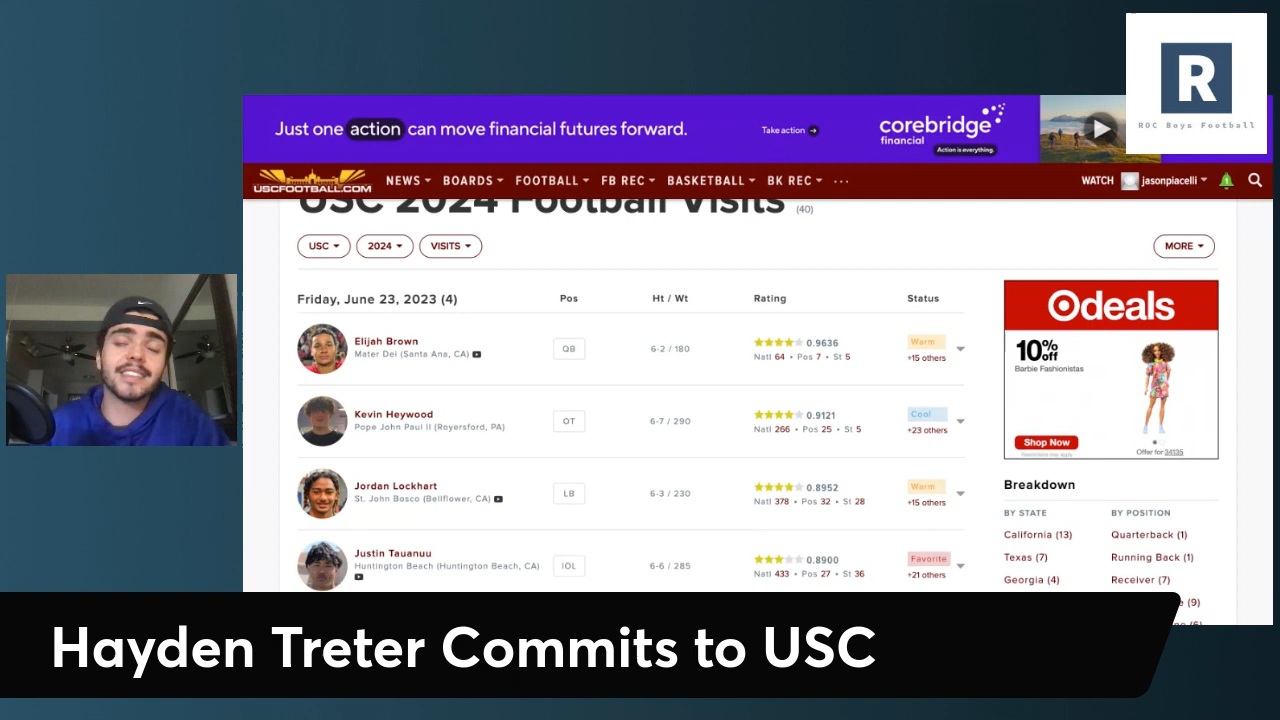 R
ROC Boys Football
Just one action can move financial futures forward.
Take action
corebridge
financial
Action is everything.
USCFOOTBALL.COM
NEWS BOARDS FOOTBALL FB REC BASKETBALL BK REC ...
WATCH jasonpiacelli 1
USC 2024 Football Visits (40)
USC 2024 VISITS MORE
Friday, June 23, 2023 (4) Pos Ht / Wt Rating Status
Elijah Brown
Mater Dei (Santa Ana, CA)
QB 6-2 / 180 0.9636
Natl 64 • Pos 7 • St 5
Warm
+15 others
Kevin Heywood
Pope John Paul II (Royersford, PA)
OT 6-7 / 290 0.9121
Natl 266 • Pos 25 • St 5
Cool
+23 others
Jordan Lockhart
St. John Bosco (Bellflower, CA)
LB 6-3 / 230 0.8952
Natl 378 • Pos 32 • St 28
Warm
+15 others
Justin Tauanuu
Huntington Beach (Huntington Beach, CA)
IOL 6-6 / 285 0.8900
Natl 433 • Pos 27 • St 36
Favorite
+21 others
deals
10% off
Barbie Fashionistas
Shop Now
Restrictions may apply
Offer for 34135
Breakdown
BY STATE BY POSITION
California (13) Quarterback (1)
Texas (7) Running Back (1)
Georgia (4) Receiver (7)
(9)
Hayden Treter Commits to USC